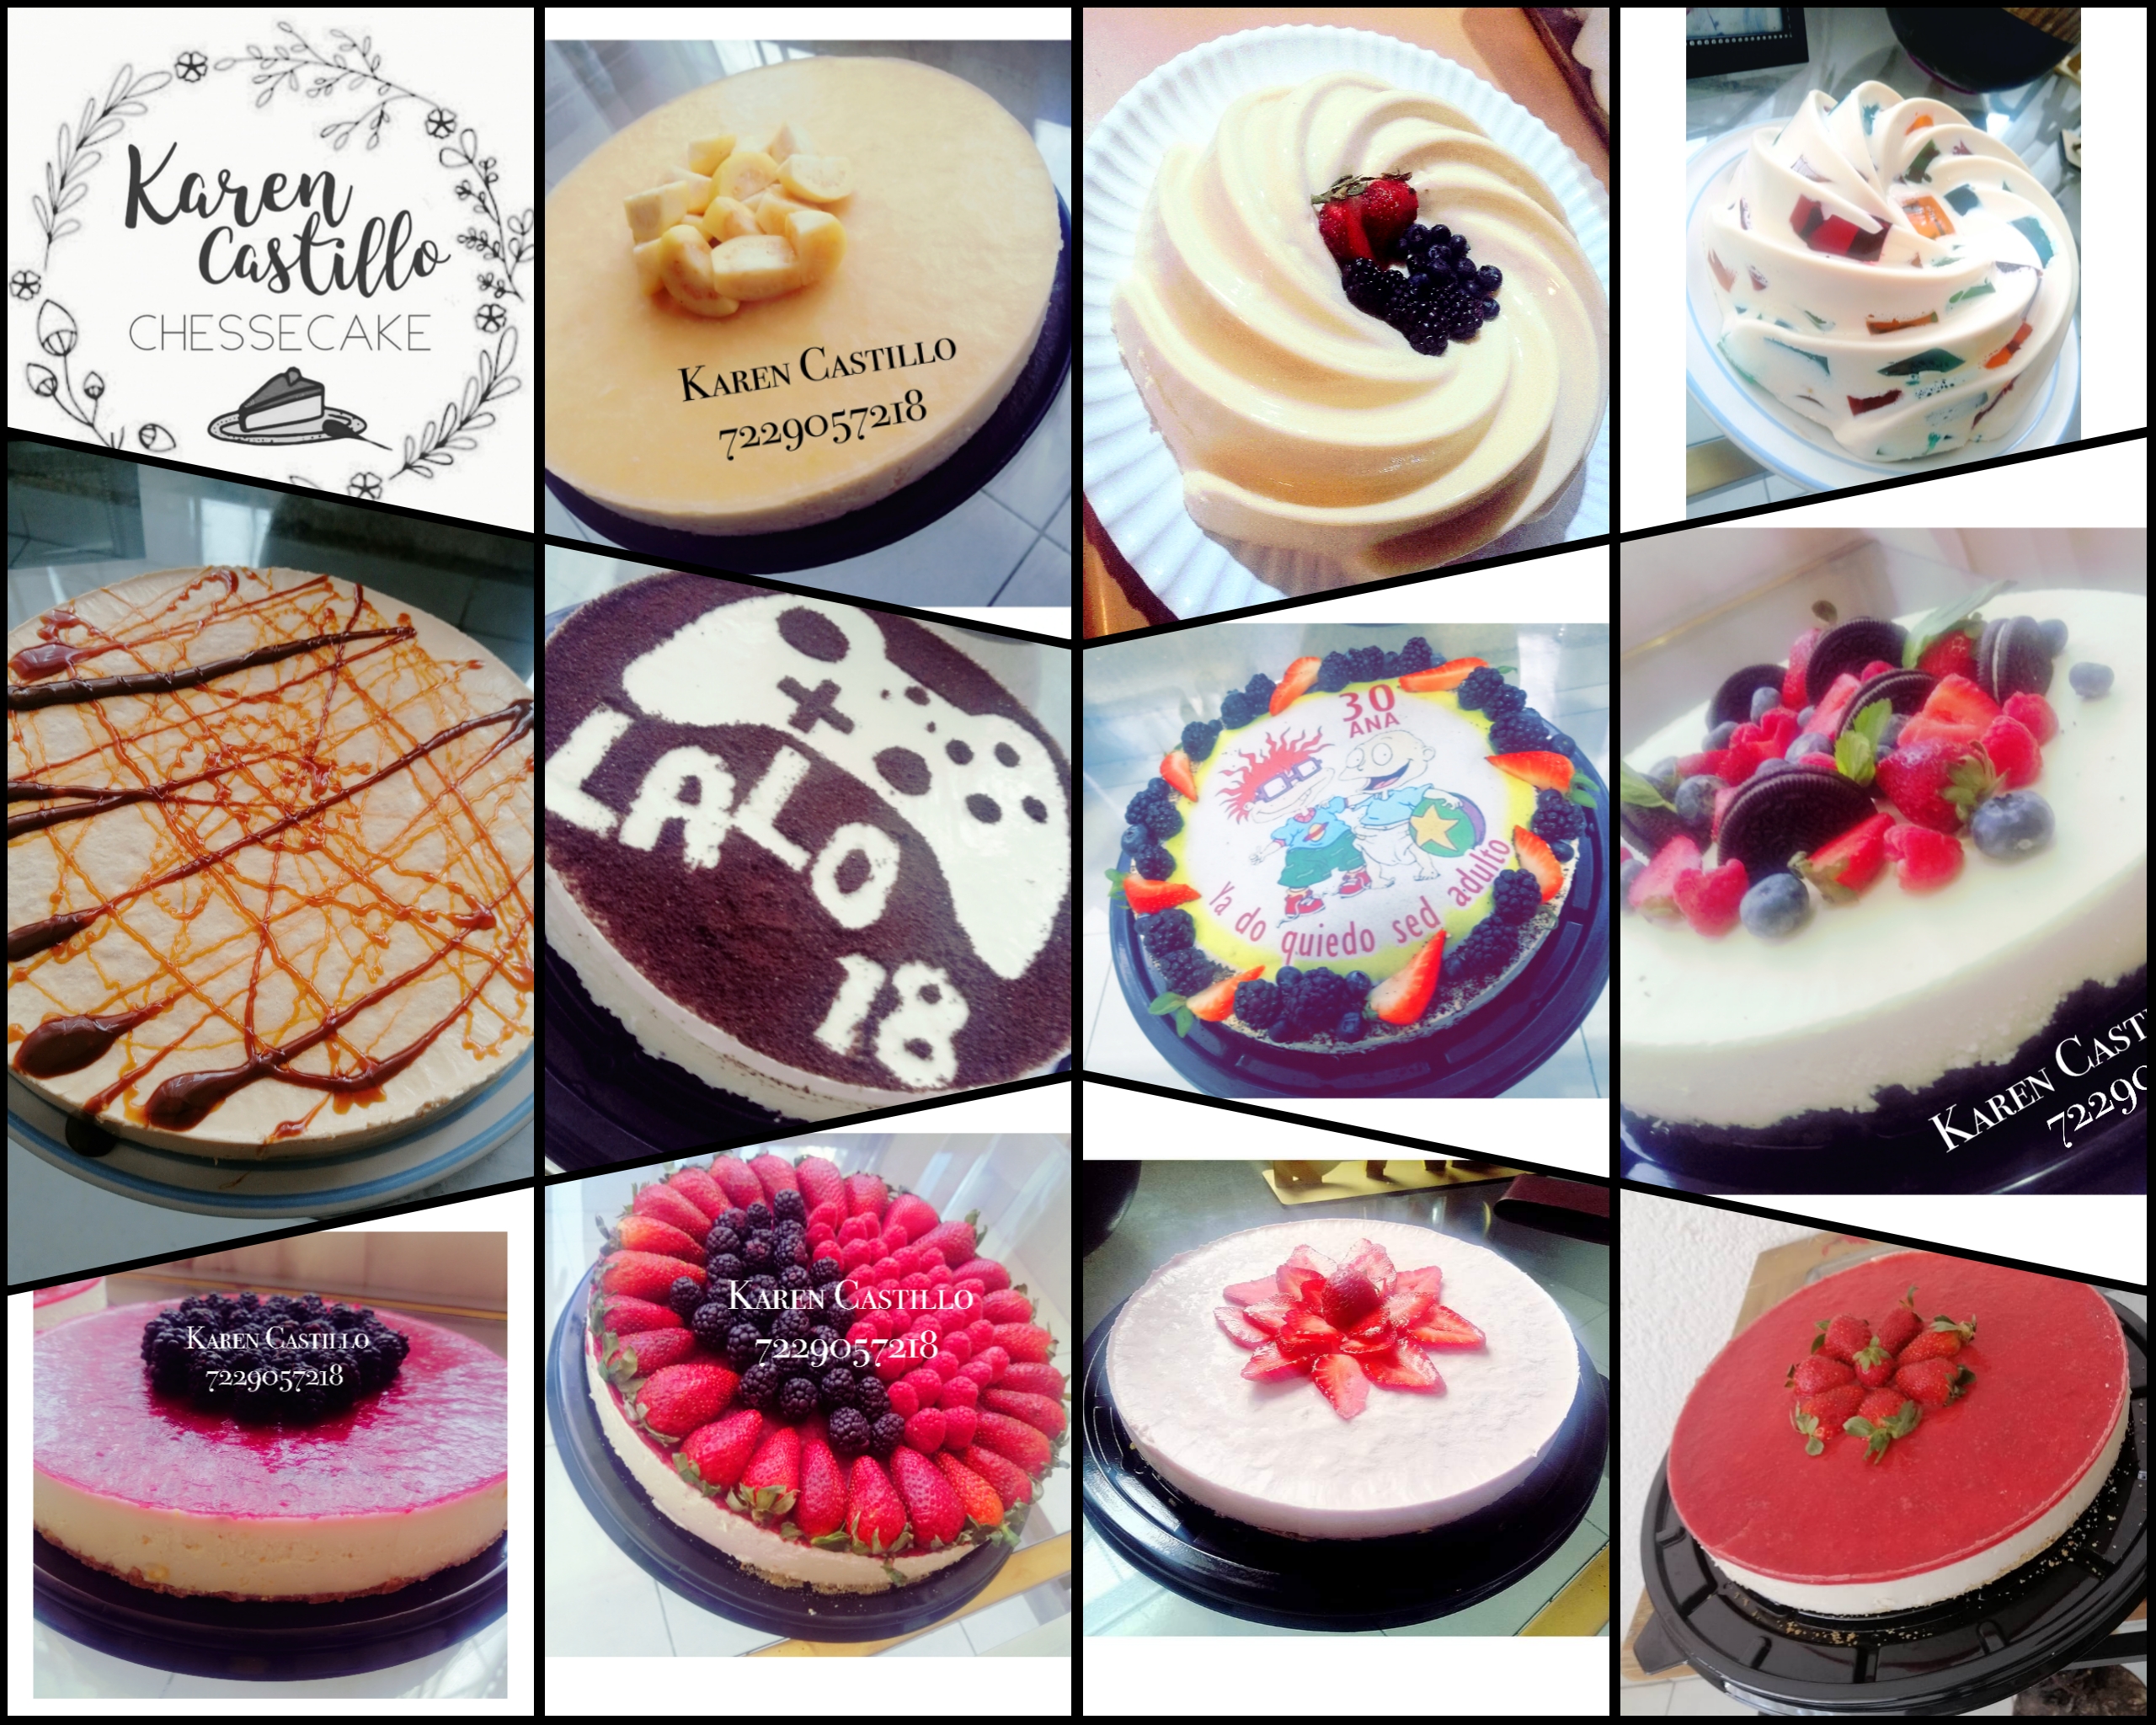 Karen
Castillo
CHESSECAKE
KAREN CASTILLO
7229057218
LALO
18
30
ANA
Ya do quiedo sed adulto
KAREN CAST
7229
KAREN CASTILLO
7229057218
KAREN CASTILLO
7229057218